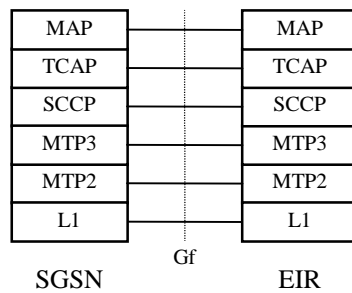 MAP MAP
TCAP TCAP
SCCP SCCP
MTP3 MTP3
MTP2 MTP2
L1 L1
Gf
SGSN EIR